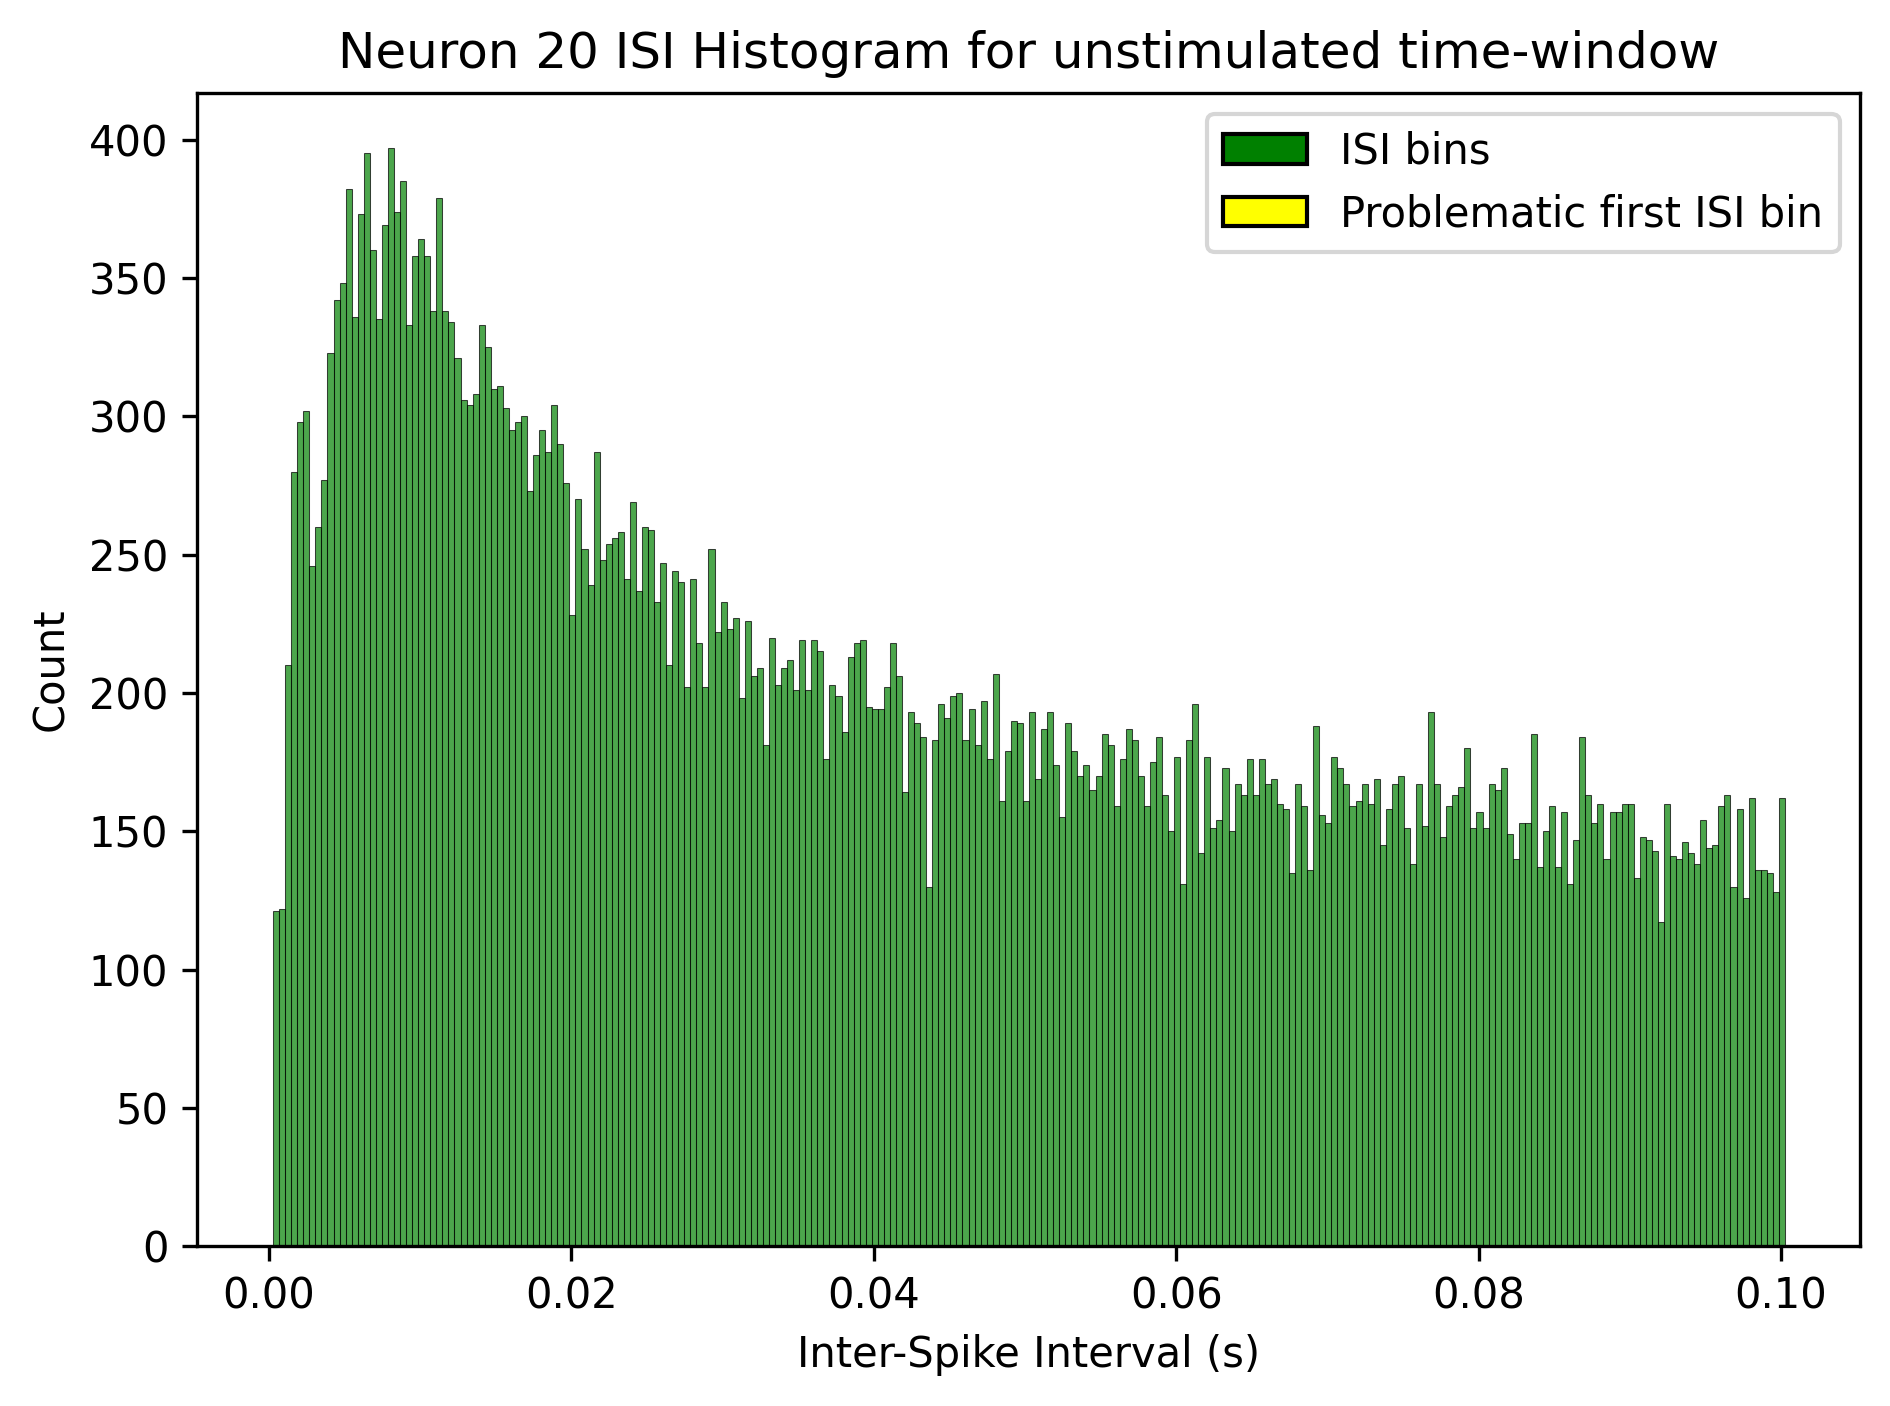 Neuron 20 ISI Histogram for unstimulated time-window
ISI bins
Problematic first ISI bin
Count
400
350
300
250
200
150
100
50
0
0.00 0.02 0.04 0.06 0.08 0.10
Inter-Spike Interval (s)